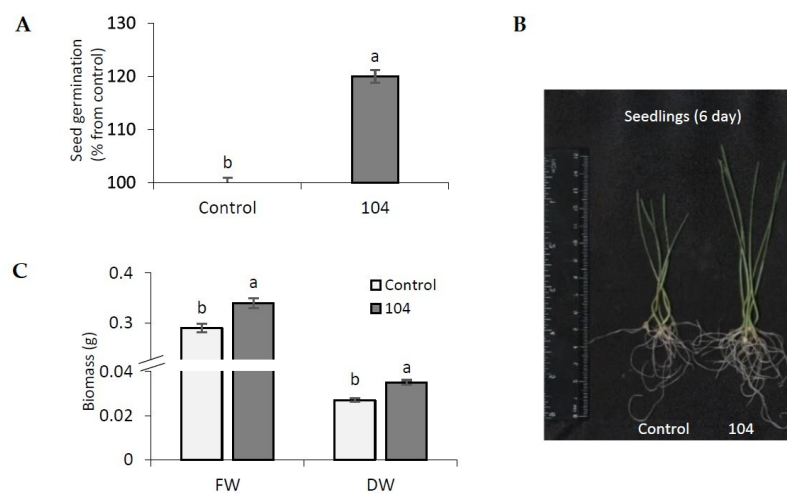 A
Seed germination
(% from control)
130
120
110
100
b
a
Control
104
B
Seedlings (6 day)
Control 104
C
Biomass (g)
0.4
0.3
0.04
0.02
0
b
a
b
a
Control
104
FW
DW